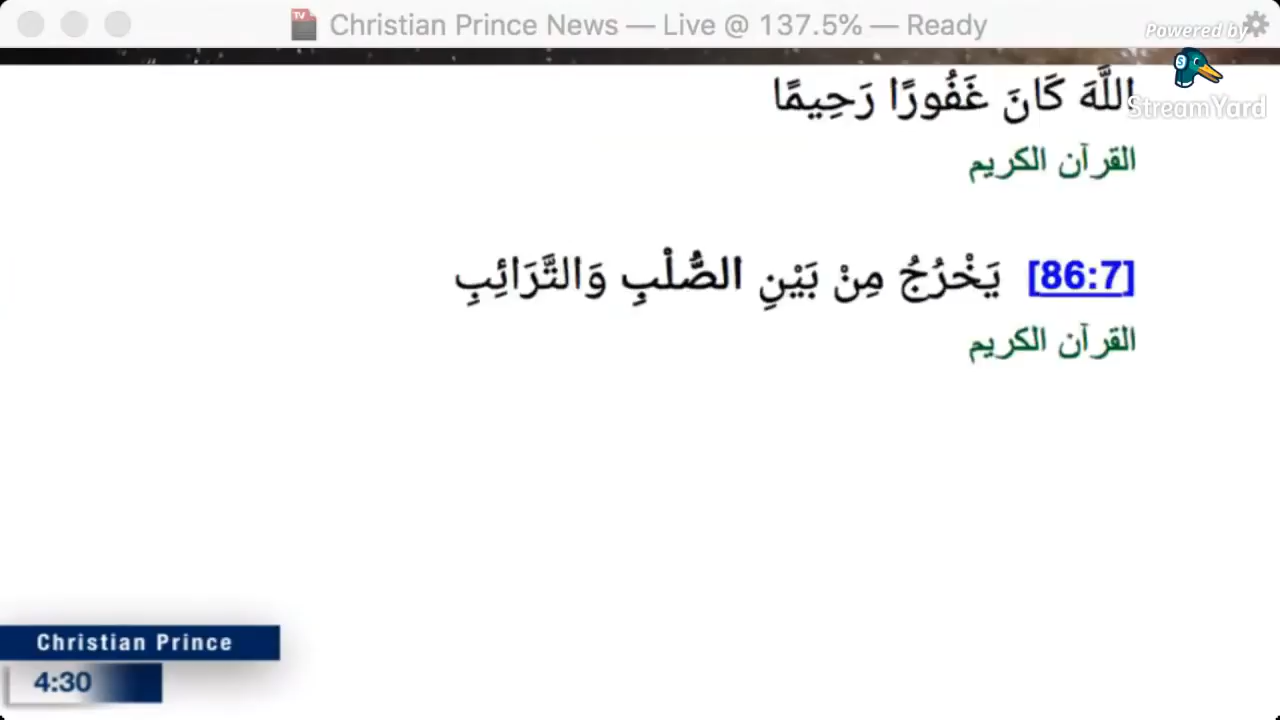 Christian Prince News — Live @ 137.5% — Ready
Powered by
StreamYard
اللَّهَ كَانَ غَفُورًا رَحِيمًا
القرآن الكريم
[86:7] يَخْرُجُ مِنْ بَيْنِ الصُّلْبِ وَالتَّرَائِبِ
القرآن الكريم
Christian Prince
4:30